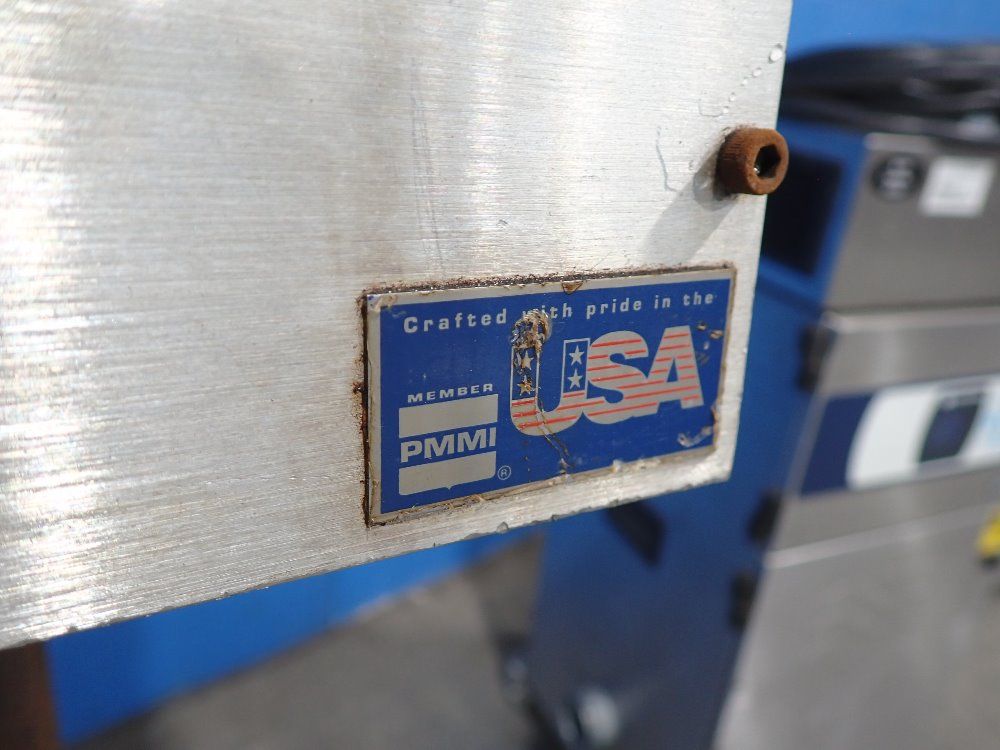 Crafted with pride in the
USA
MEMBER
PMMI
®